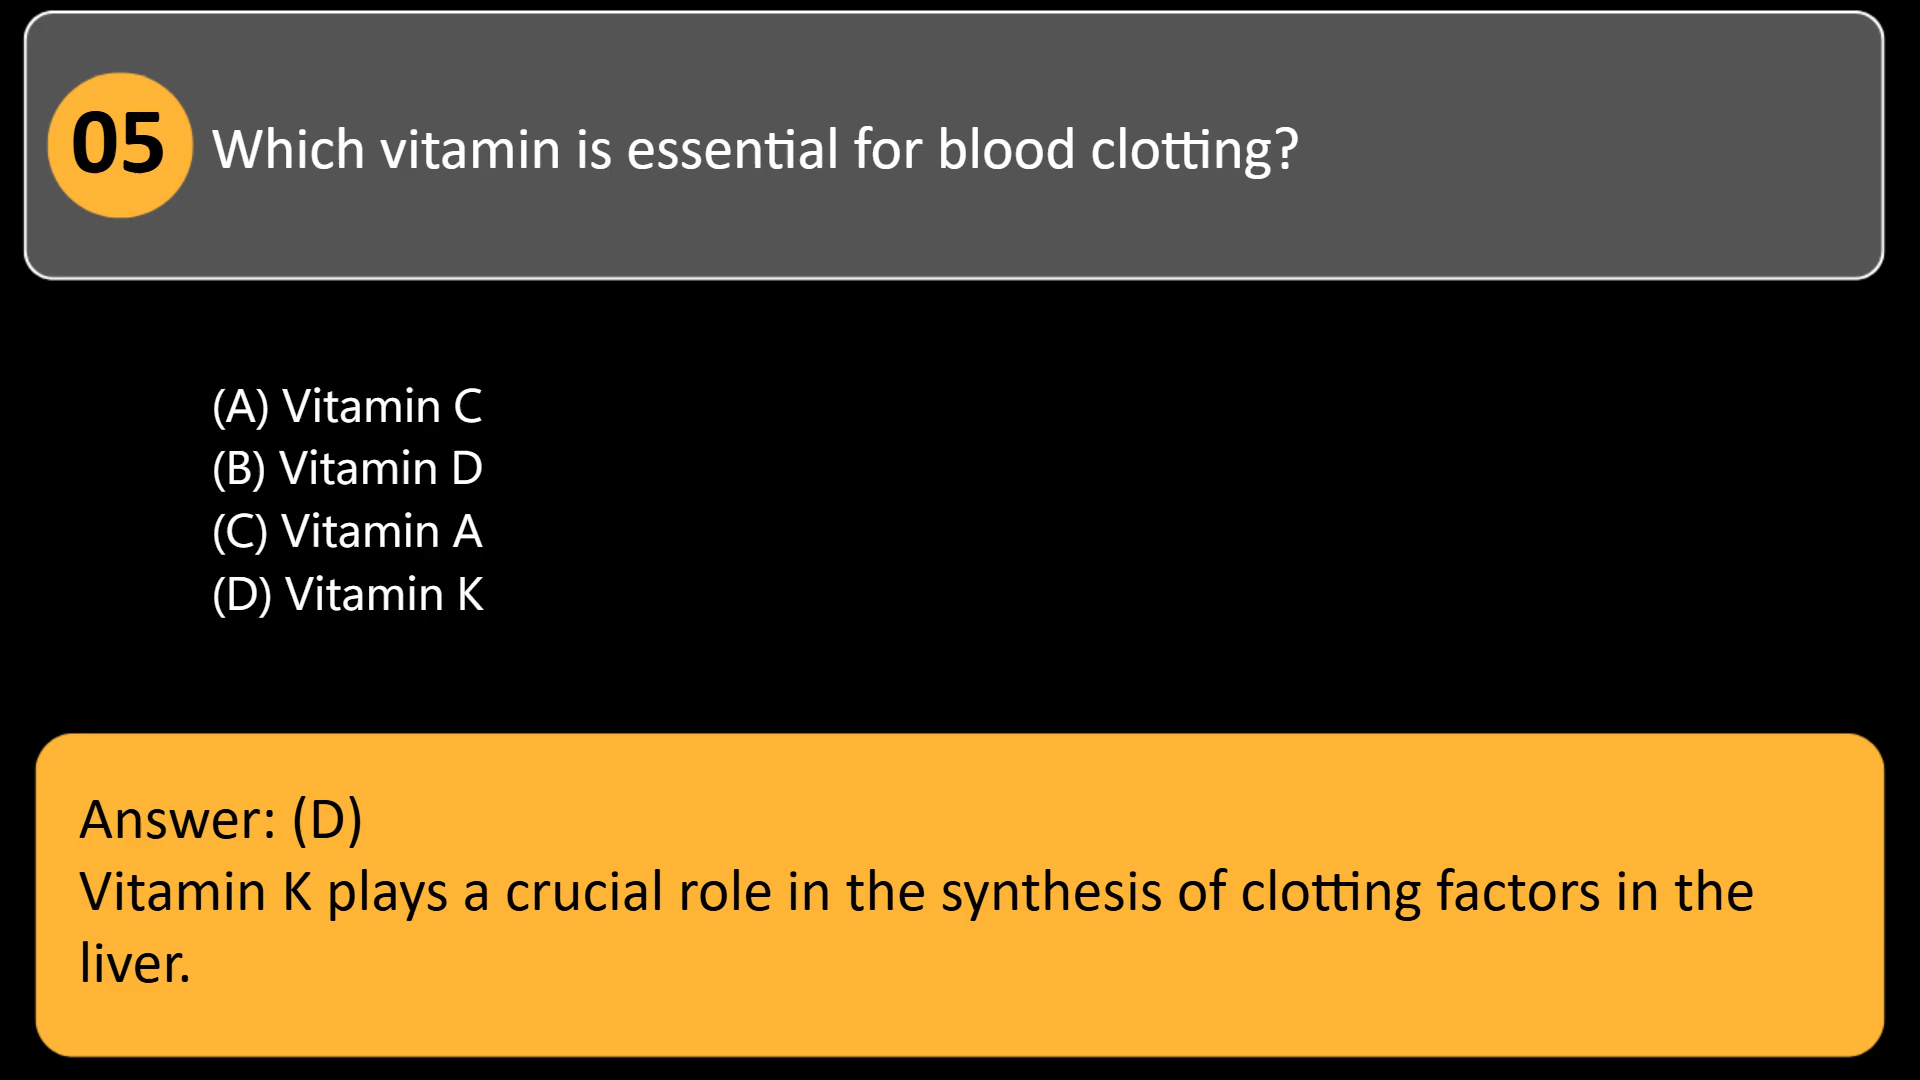 05
Which vitamin is essential for blood clotting?
(A) Vitamin C
(B) Vitamin D
(C) Vitamin A
(D) Vitamin K
Answer: (D)
Vitamin K plays a crucial role in the synthesis of clotting factors in the
liver.